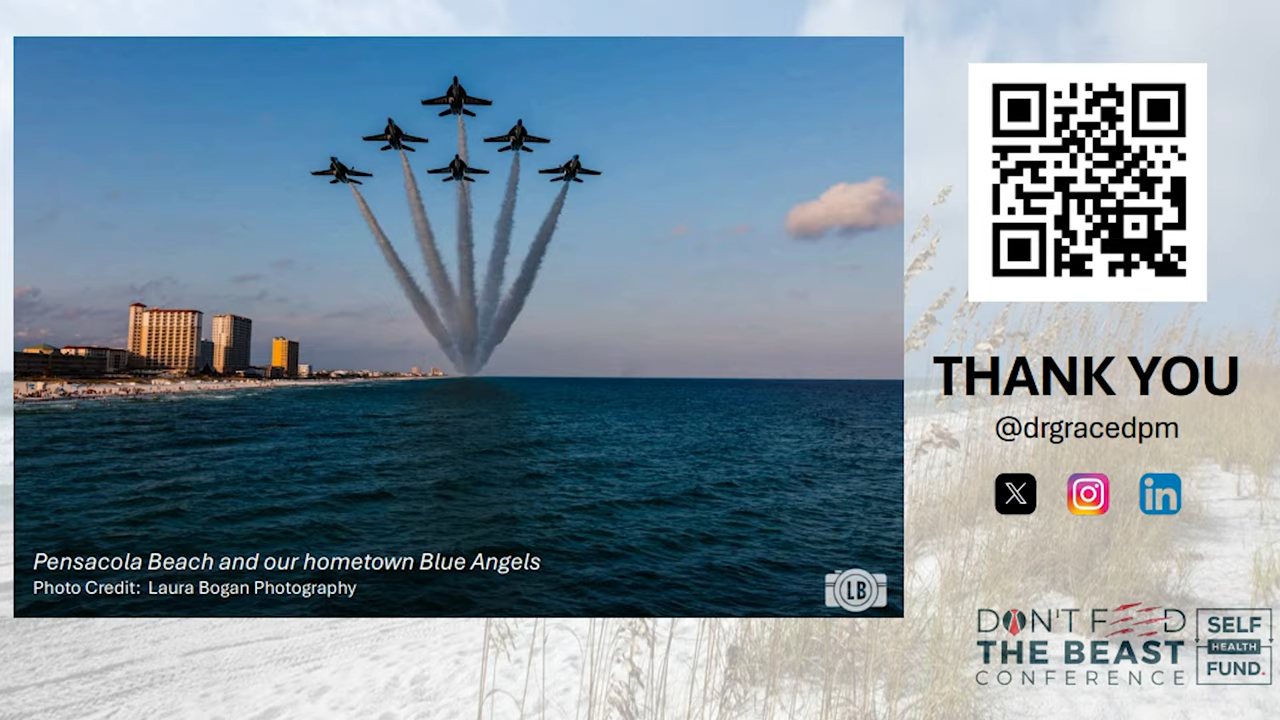 THANK YOU
@drgracedpm
X
in
Pensacola Beach and our hometown Blue Angels
Photo Credit: Laura Bogan Photography
LB
DON'T FEED
THE BEAST
CONFERENCE
SELF
HEALTH
FUND.